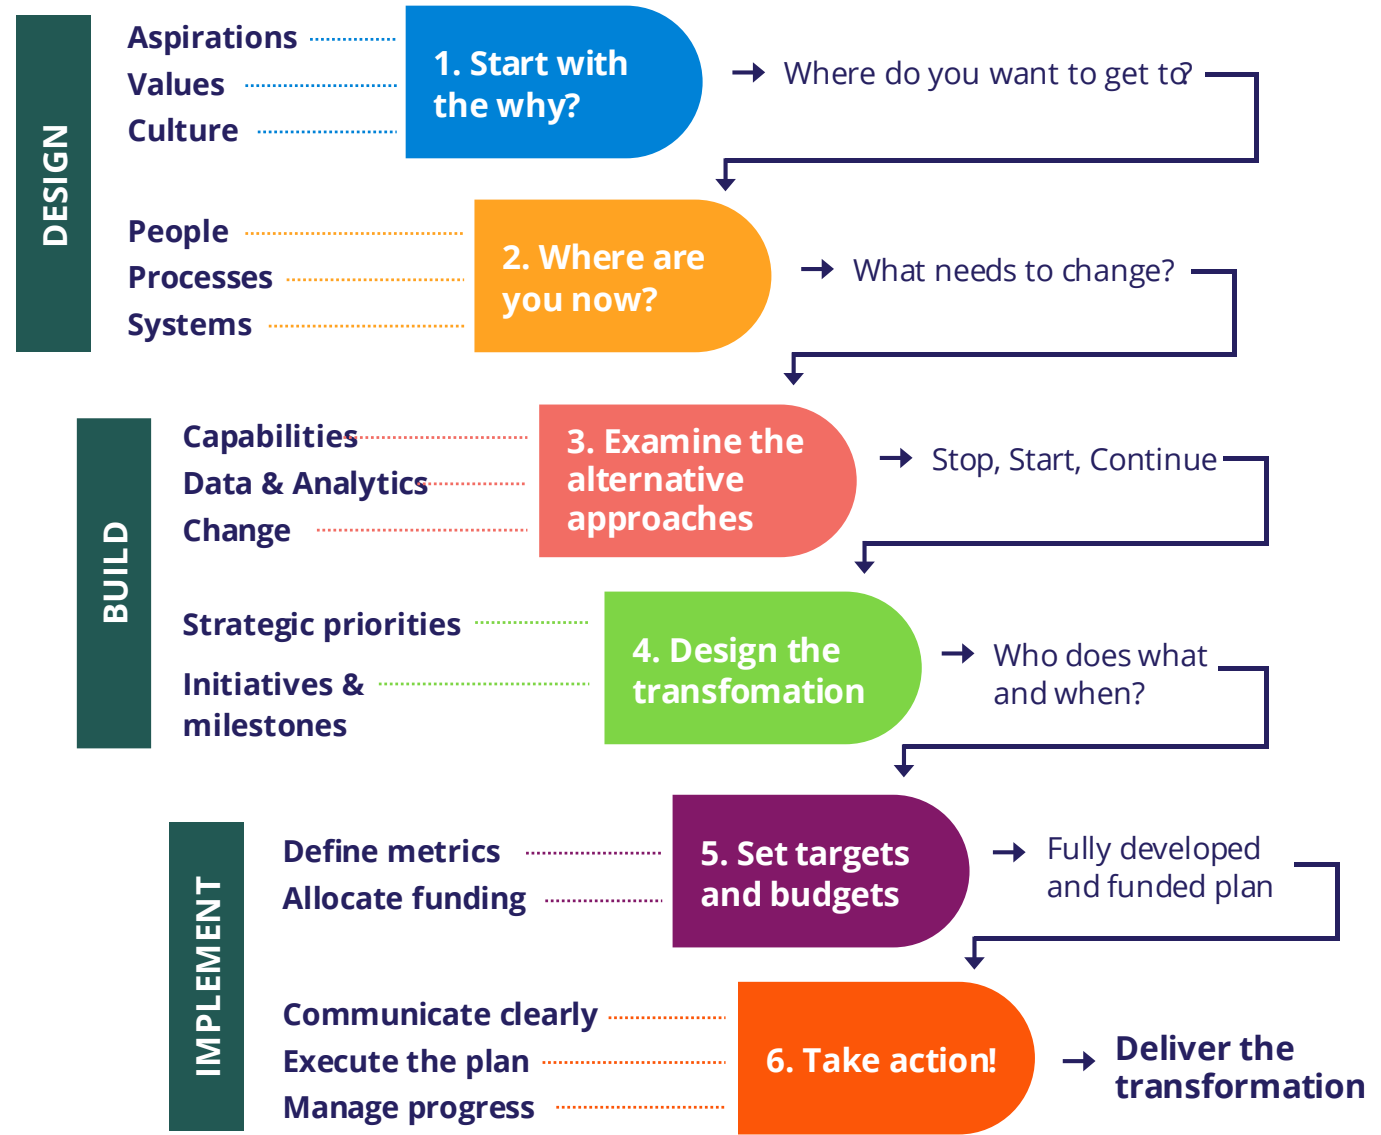 DESIGN
Aspirations
Values
Culture
1. Start with
the why?
Where do you want to get to?
People
Processes
Systems
2. Where are
you now?
What needs to change?
BUILD
Capabilities
Data & Analytics
Change
3. Examine the
alternative
approaches
Stop, Start, Continue
Strategic priorities
Initiatives &
milestones
4. Design the
transfomation
Who does what
and when?
IMPLEMENT
Define metrics
Allocate funding
5. Set targets
and budgets
Fully developed
and funded plan
Communicate clearly
Execute the plan
Manage progress
6. Take action!
Deliver the
transformation